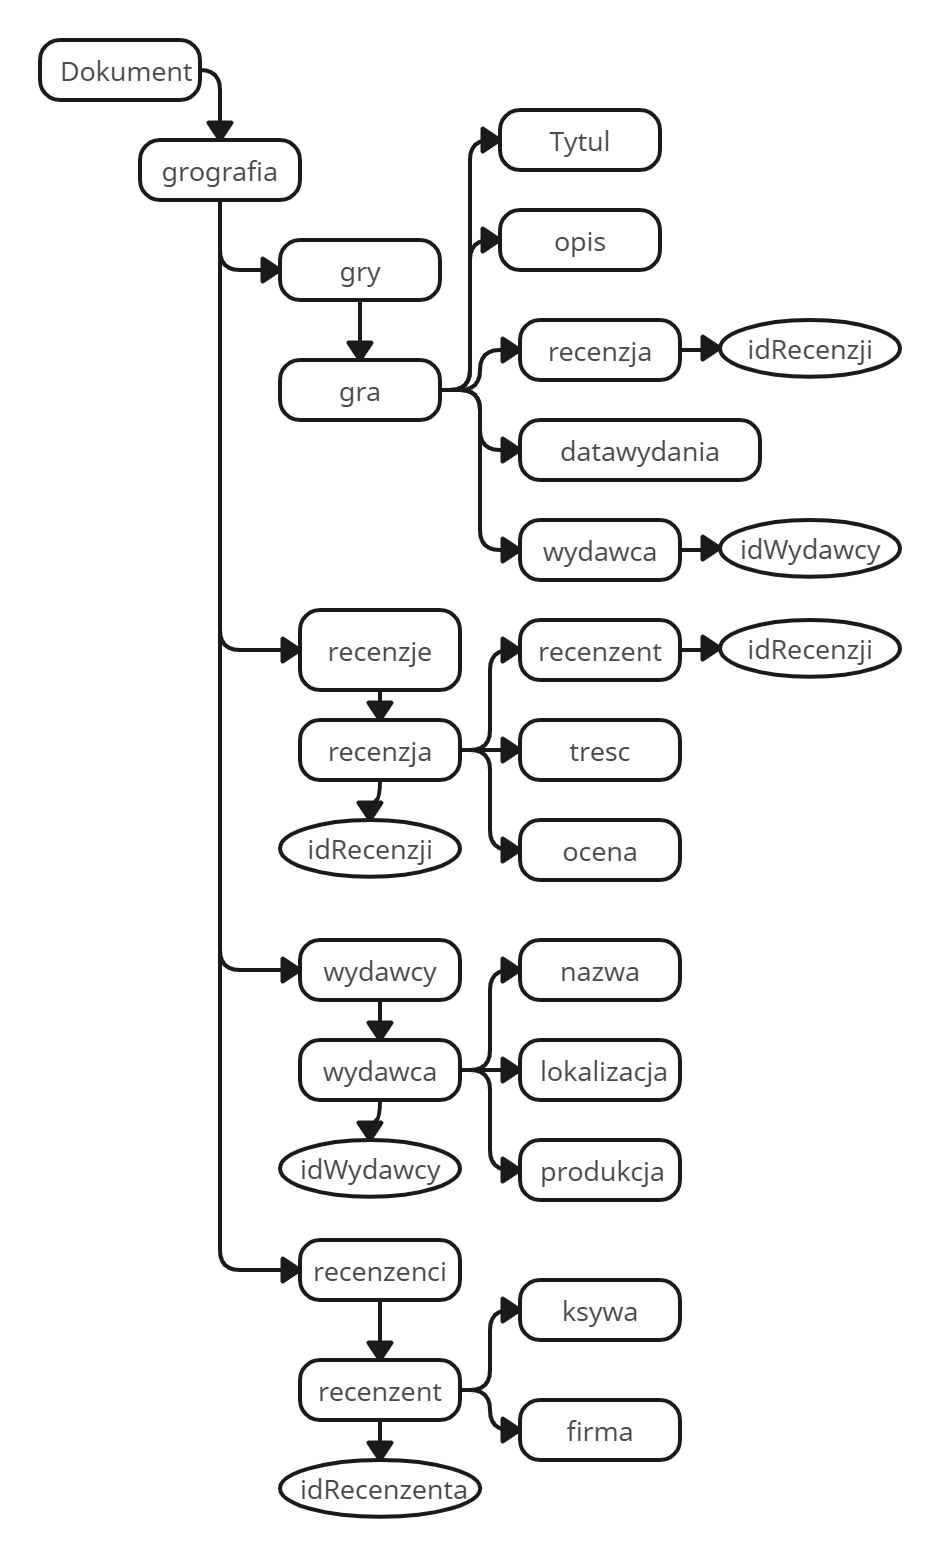 Dokument
grografia
gry
gra
Tytul
opis
recenzja
idRecenzji
datawydania
wydawca
idWydawcy
recenzje
recenzja
idRecenzji
recenzent
idRecenzji
tresc
ocena
wydawcy
wydawca
idWydawcy
nazwa
lokalizacja
produkcja
recenzenci
recenzent
idRecenzenta
ksywa
firma